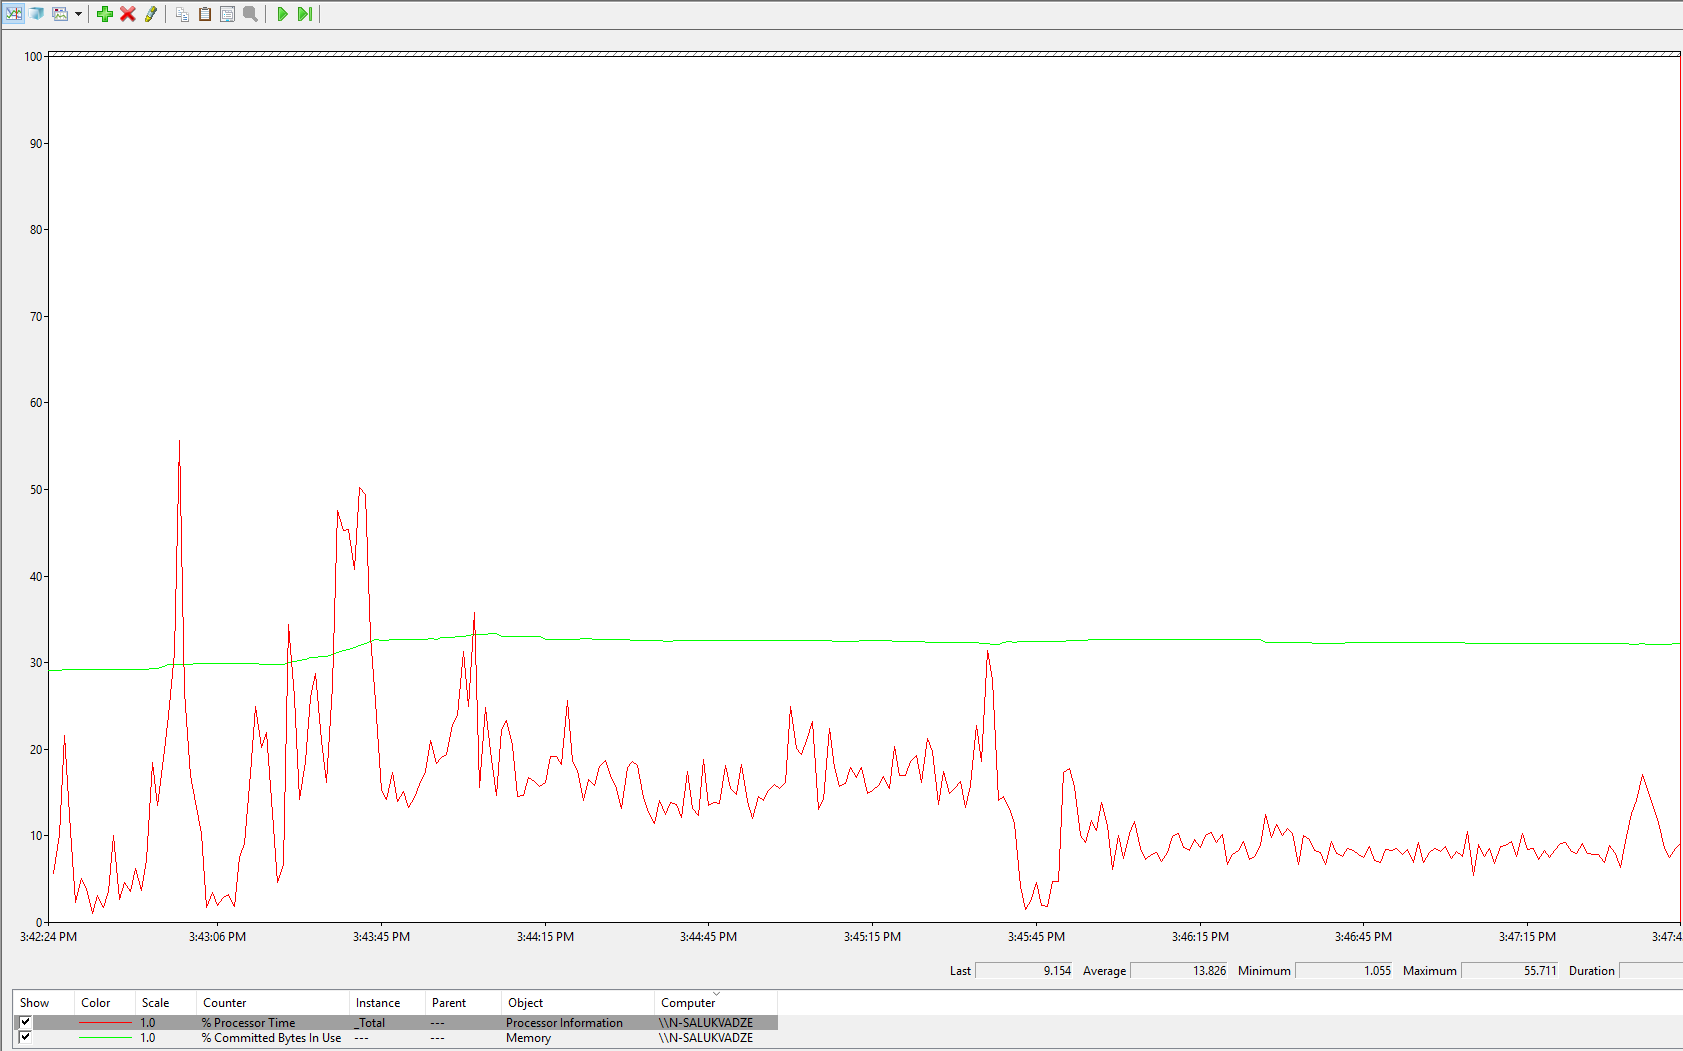 100
90
80
70
60
50
40
30
20
10
0
3:42:24 PM 3:43:06 PM 3:43:45 PM 3:44:15 PM 3:44:45 PM 3:45:15 PM 3:45:45 PM 3:46:15 PM 3:46:45 PM 3:47:15 PM 3:47:4
Last 9.154 Average 13.826 Minimum 1.055 Maximum 55.711 Duration
Show Color Scale Counter Instance Parent Object Computer
1.0 % Processor Time _Total --- Processor Information \\N-SALUKVADZE
1.0 % Committed Bytes In Use --- --- Memory \\N-SALUKVADZE